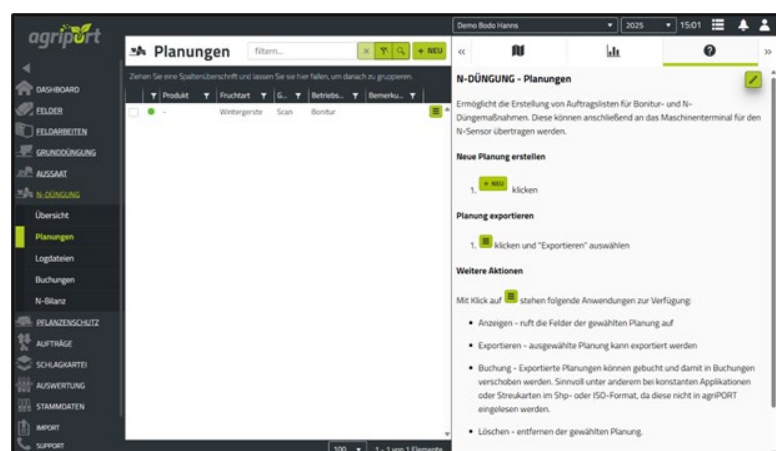 agriport
Demo Bodo Hanns
2025
15:01
Planungen
filtern...
+ NEU
Ziehen Sie eine Spaltenüberschrift und lassen Sie sie hier fallen, um danach zu gruppieren.
Produkt
Fruchtart
G...
Betriebs...
Bemerku...
-
Wintergerste
Scan
Bonitur
DASHBOARD
FELDER
FELDARBEITEN
GRUNDDÜNGUNG
AUSSAAT
N-DÜNGUNG
Übersicht
Planungen
Logdateien
Buchungen
N-Bilanz
PFLANZENSCHUTZ
AUFTRÄGE
SCHLAGKARTEI
AUSWERTUNG
STAMMDATEN
IMPORT
SUPPORT
100
1 - 1 von 1 Elemente
N-DÜNGUNG - Planungen
Ermöglicht die Erstellung von Auftragslisten für Bonitur- und N-
Düngemaßnahmen. Diese können anschließend an das Maschinenterminal für den
N-Sensor übertragen werden.
Neue Planung erstellen
1. + NEU klicken
Planung exportieren
1. klicken und "Exportieren" auswählen
Weitere Aktionen
Mit Klick auf stehen folgende Anwendungen zur Verfügung:
• Anzeigen - ruft die Felder der gewählten Planung auf
• Exportieren - ausgewählte Planung kann exportiert werden
• Buchung - Exportierte Planungen können gebucht und damit in Buchungen
verschoben werden. Sinnvoll unter anderem bei konstanten Applikationen
oder Streukarten im Shp- oder ISO-Format, da diese nicht in agriPORT
eingelesen werden.
• Löschen - entfernen der gewählten Planung.